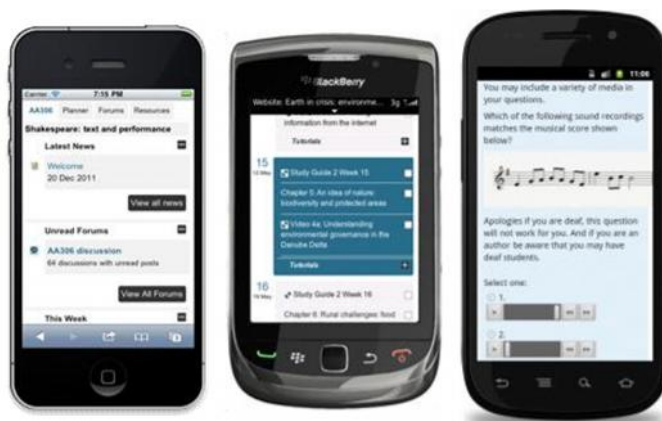 Carrier 7:15 PM
AA306 Planner Forums Resources
Shakespeare: text and performance
Latest News
Welcome
20 Dec 2011
View all news
Unread Forums
AA306 discussion
64 discussions with unread posts
View All Forums
This Week
BlackBerry
Website: Earth in crisis: environme... 3g
information from the internet
Tutorials
15
Study Guide 2 Week 15
Chapter 5: An idea of nature:
biodiversity and protected areas
Video 4a: Understanding
environmental governance in the
Danube Delta
Tutorials
16
Study Guide 2 Week 16
Chapter 6: Rural challenges: food
11:06
You may include a variety of media in
your questions.
Which of the following sound recordings
matches the musical score shown
below?
Apologies if you are deaf, this question
will not work for you. And if you are an
author be aware that you may have
deaf students.
Select one:
1.
2.